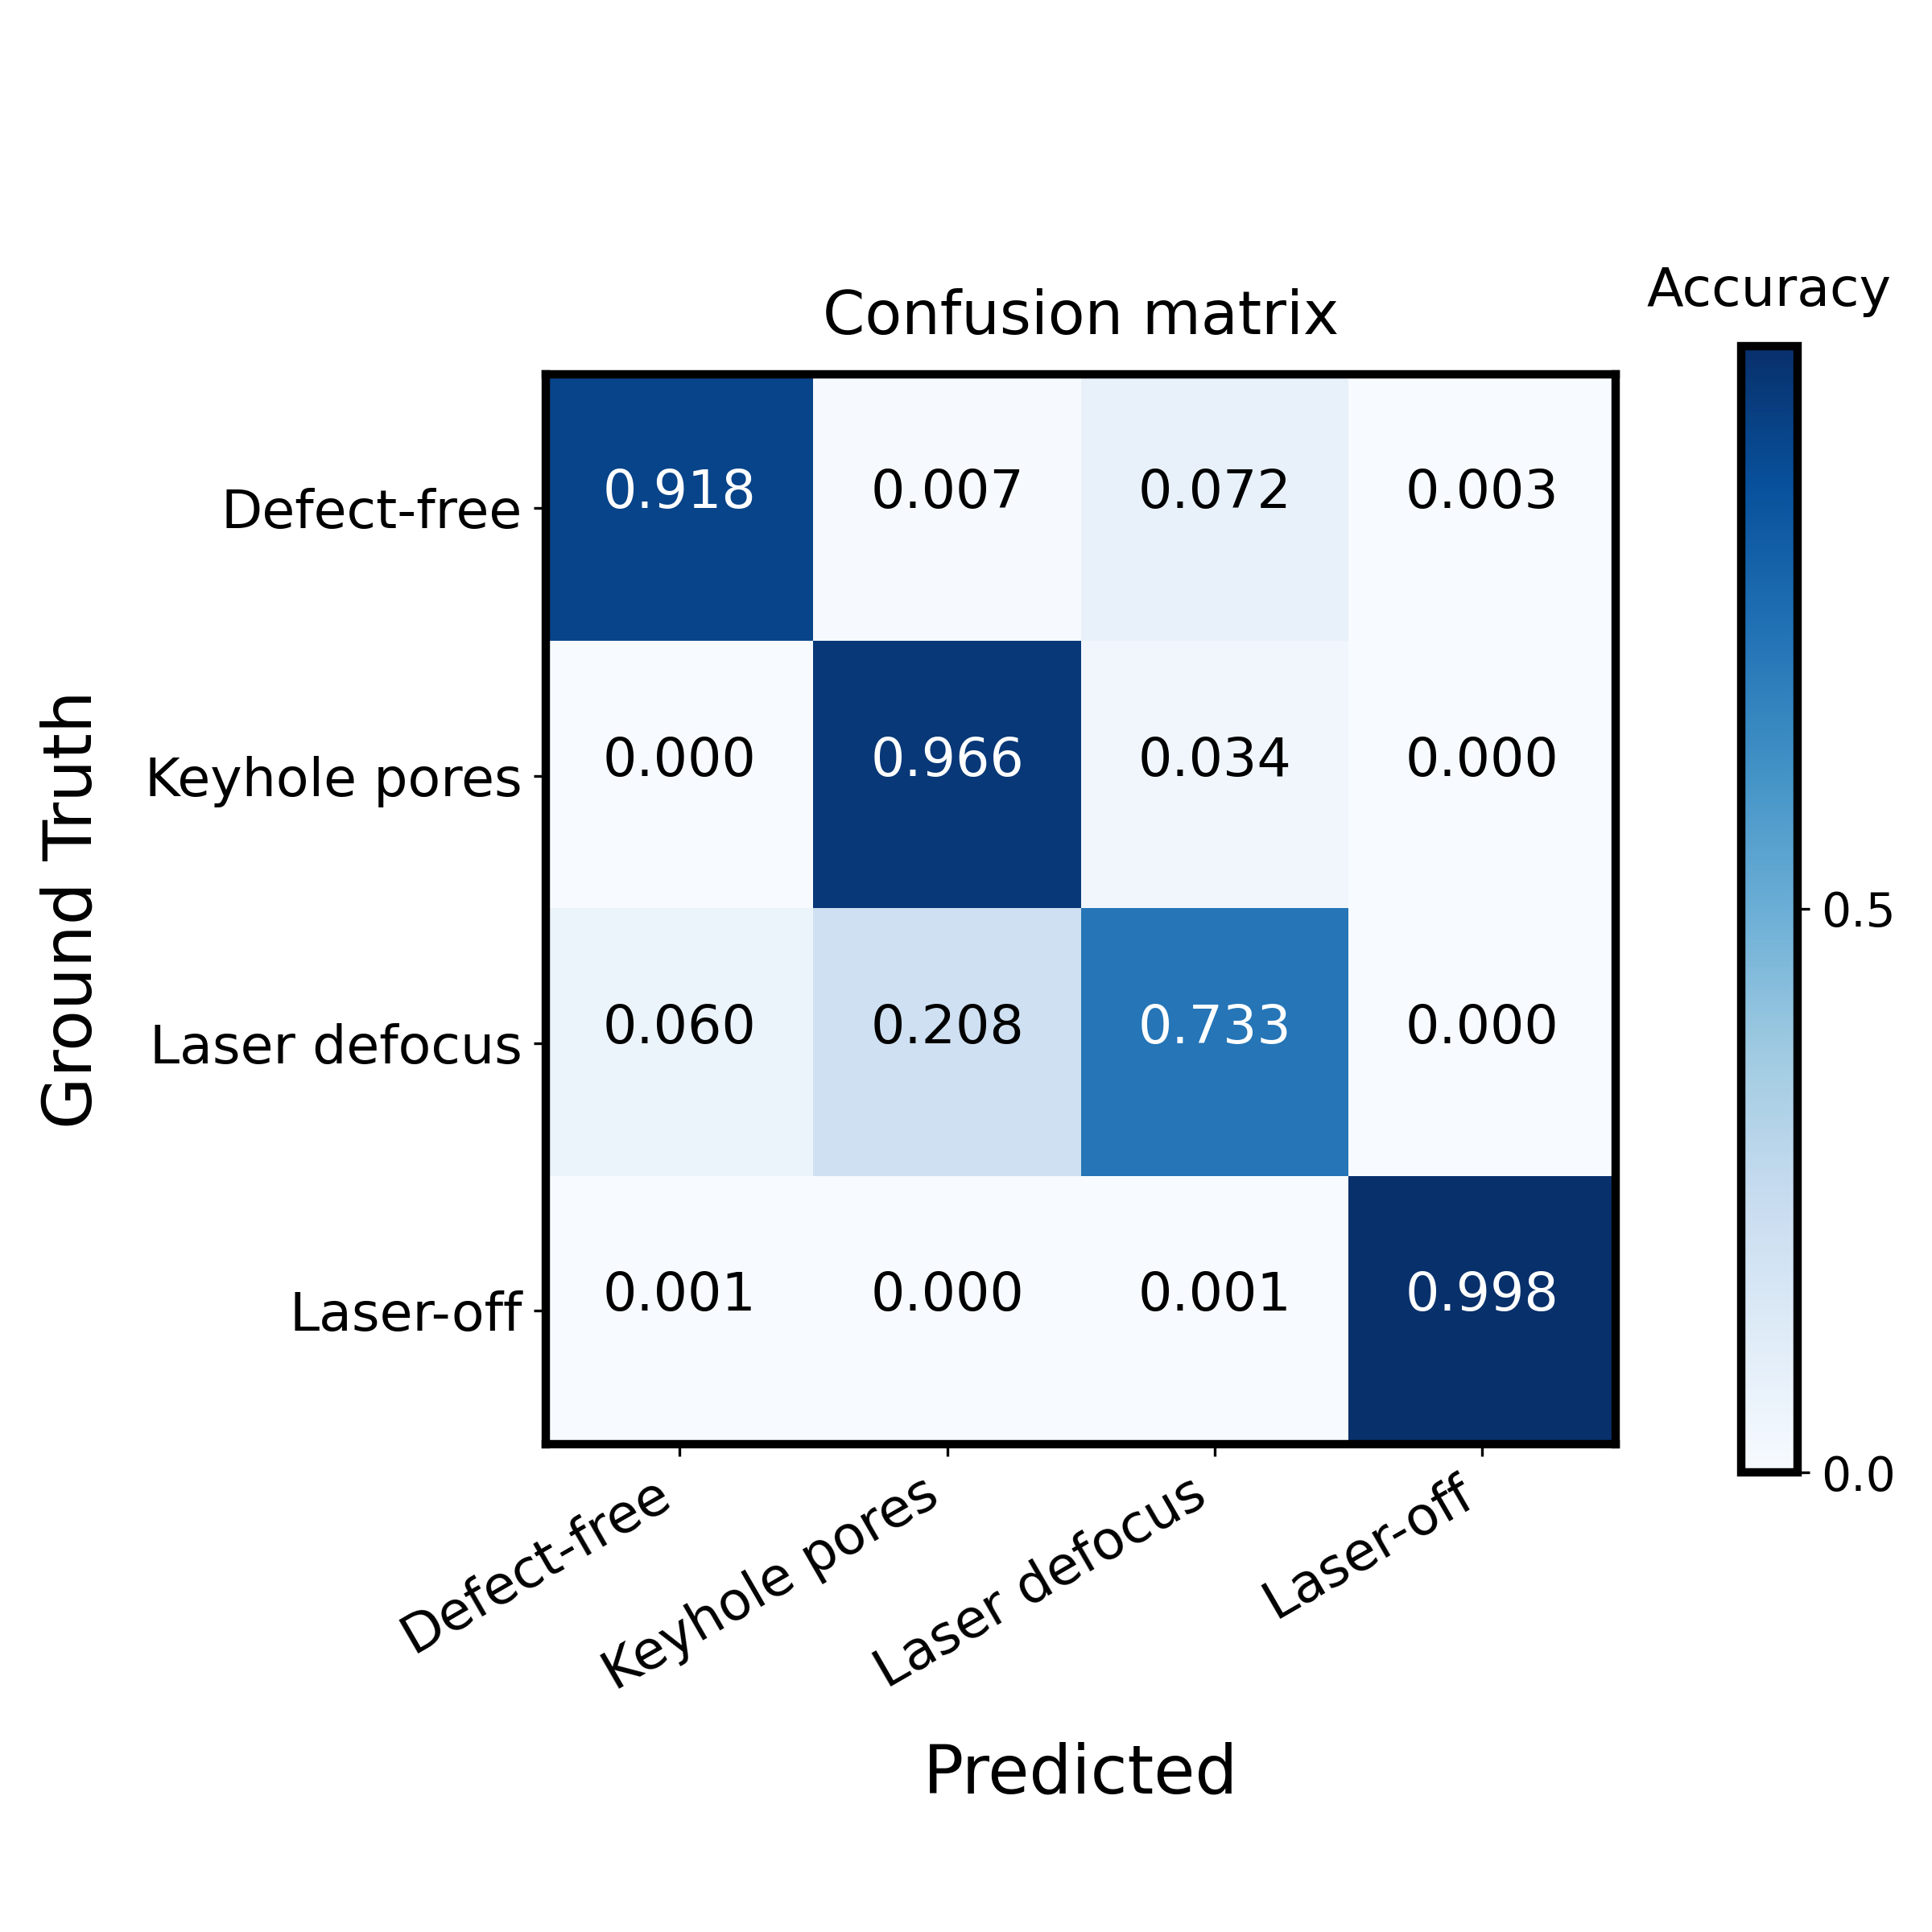 Accuracy
Confusion matrix
Defect-free 0.918 0.007 0.072 0.003
Keyhole pores 0.000 0.966 0.034 0.000
Laser defocus 0.060 0.208 0.733 0.000
Laser-off 0.001 0.000 0.001 0.998
Ground Truth
0.5
0.0
Defect-free
Keyhole pores
Laser defocus
Laser-off
Predicted